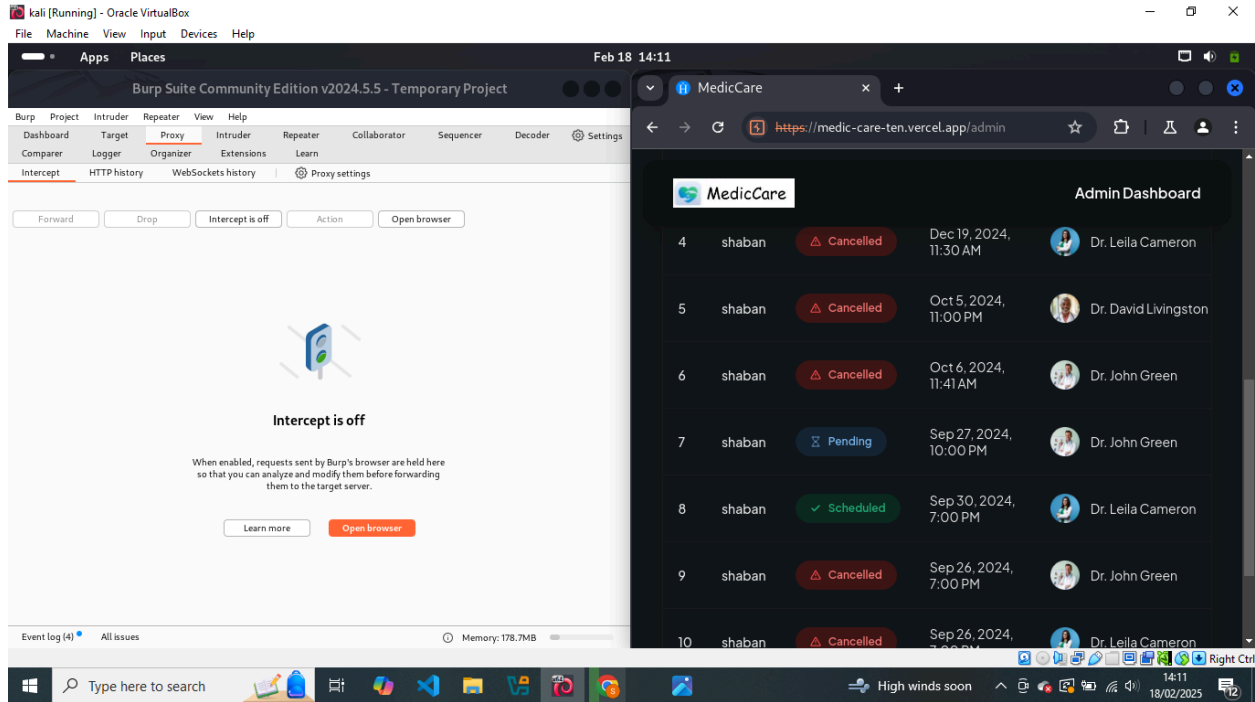 kali [Running] - Oracle VirtualBox
File Machine View Input Devices Help
Apps Places Feb 18 14:11
Burp Suite Community Edition v2024.5.5 - Temporary Project
Burp Project Intruder Repeater View Help
Dashboard Target Proxy Intruder Repeater Collaborator Sequencer Decoder Settings
Comparer Logger Organizer Extensions Learn
Intercept HTTP history WebSockets history Proxy settings
Forward Drop Intercept is off Action Open browser
Intercept is off
When enabled, requests sent by Burp's browser are held here
so that you can analyze and modify them before forwarding
them to the target server.
Learn more Open browser
Event log (4) All issues Memory: 178.7MB
MedicCare
https://medic-care-ten.vercel.app/admin
MedicCare Admin Dashboard
4 shaban Cancelled Dec 19, 2024, Dr. Leila Cameron
11:30 AM
5 shaban Cancelled Oct 5, 2024, Dr. David Livingston
11:00 PM
6 shaban Cancelled Oct 6, 2024, Dr. John Green
11:41 AM
7 shaban Pending Sep 27, 2024, Dr. John Green
10:00 PM
8 shaban Scheduled Sep 30, 2024, Dr. Leila Cameron
7:00 PM
9 shaban Cancelled Sep 26, 2024, Dr. John Green
7:00 PM
10 shaban Cancelled Sep 26, 2024, Dr. Leila Cameron
Right Ctrl
Type here to search High winds soon 14:11
18/02/2025
12